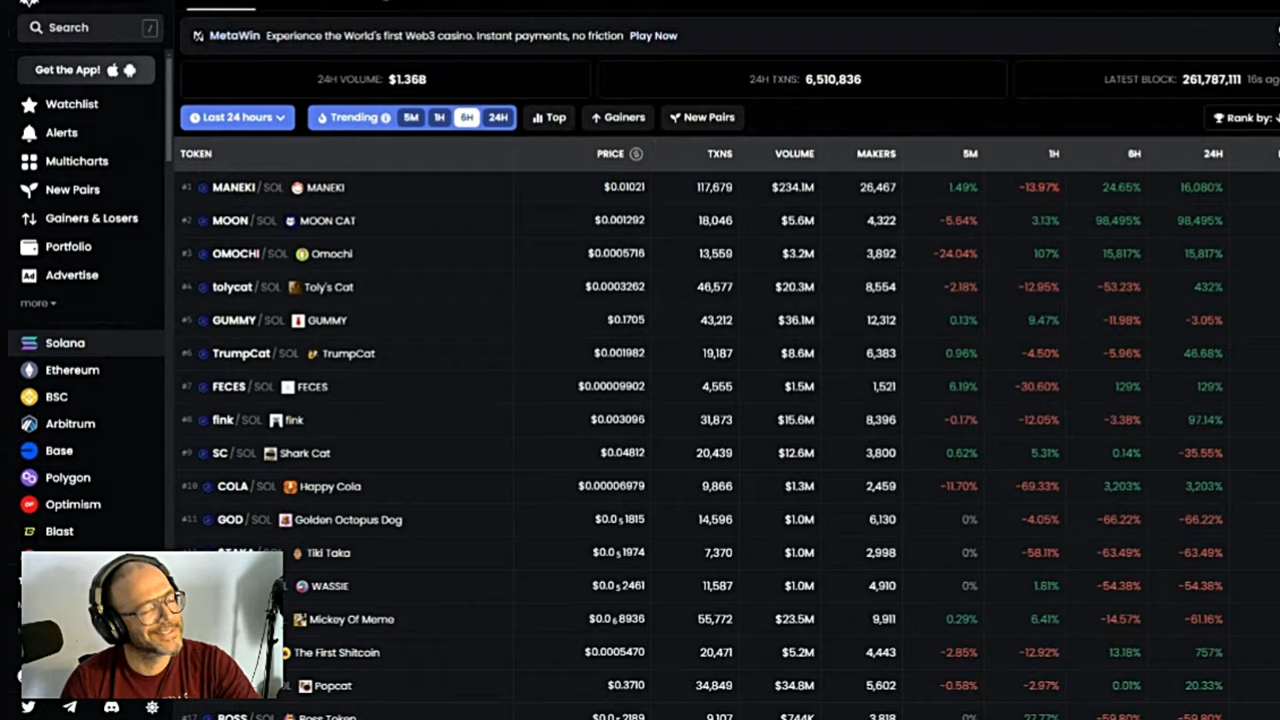 Search /
Get the App!
Watchlist
Alerts
Multicharts
New Pairs
Gainers & Losers
Portfolio
Ad Advertise
more
Solana
Ethereum
BSC
Arbitrum
Base
Polygon
Optimism
Blast
MetaWin Experience the World's first Web3 casino. Instant payments, no friction Play Now
24H VOLUME: $1.36B 24H TXNS: 6,510,836 LATEST BLOCK: 261,787,111 16s ag
Last 24 hours Trending 5M 1H 6H 24H Top Gainers New Pairs Rank by:
TOKEN PRICE TXNS VOLUME MAKERS 5M 1H 6H 24H
#1 MANEKI/SOL MANEKI $0.01021 117,679 $234.1M 26,467 1.49% -13.97% 24.65% 16,080%
#2 MOON/SOL MOON CAT $0.001292 18,046 $5.6M 4,322 -5.64% 3.13% 98,495% 98,495%
#3 OMOCHI/SOL Omochi $0.0005716 13,559 $3.2M 3,892 -24.04% 107% 15,817% 15,817%
#4 tolycat/SOL Toly's Cat $0.0003262 46,577 $20.3M 8,554 -2.18% -12.95% -53.23% 432%
#5 GUMMY/SOL GUMMY $0.1705 43,212 $36.1M 12,312 0.13% 9.47% -11.98% -3.05%
#6 TrumpCat/SOL TrumpCat $0.001982 19,187 $8.6M 6,383 0.96% -4.50% -5.96% 46.68%
#7 FECES/SOL FECES $0.00009902 4,555 $1.5M 1,521 6.19% -30.60% 129% 129%
#8 fink/SOL fink $0.003096 31,873 $15.6M 8,396 -0.17% -12.05% -3.38% 97.14%
#9 SC/SOL Shark Cat $0.04812 20,439 $12.6M 3,800 0.62% 5.31% 0.14% -35.55%
#10 COLA/SOL Happy Cola $0.00006979 9,866 $1.3M 2,459 -11.70% -69.33% 3,203% 3,203%
#11 GOD/SOL Golden Octopus Dog $0.0₅1815 14,596 $1.0M 6,130 0% -4.05% -66.22% -66.22%
Tiki Taka $0.0₅1974 7,370 $1.0M 2,998 0% -58.11% -63.49% -63.49%
WASSIE $0.0₅2461 11,587 $1.0M 4,910 0% 1.81% -54.38% -54.38%
Mickey Of Meme $0.0₆8936 55,772 $23.5M 9,911 0.29% 6.41% -14.57% -61.16%
The First Shitcoin $0.0005470 20,471 $5.2M 4,443 -2.85% -12.92% 13.18% 757%
Popcat $0.3710 34,849 $34.8M 5,602 -0.58% -2.97% 0.01% 20.33%